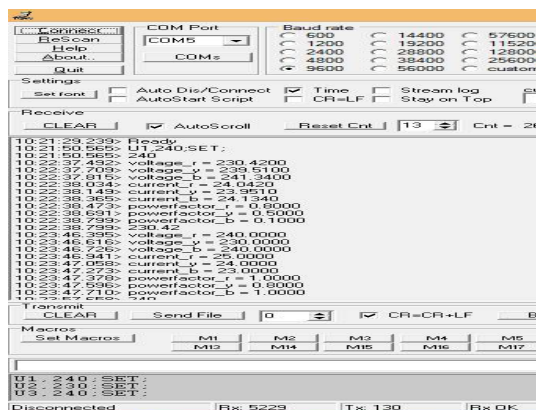 Connect
ReScan
Help
About..
Quit
COM Port
COM5
COMs
Baud rate
600 14400 57600
1200 19200 11520
2400 28800 12800
4800 38400 25600
9600 56000 custom
Settings
Set font
Auto Dis/Connect Time Stream log
AutoStart Script CR=LF Stay on Top
Receive
CLEAR AutoScroll Reset Cnt 13 Cnt =
10:21:29.239> Ready
10:21:50.565> U1,240;SET;
10:21:50.565> 240
10:22:37.492> voltage_r = 230.4200
10:22:37.709> voltage_y = 239.5100
10:22:37.815> voltage_b = 241.3400
10:22:38.034> current_r = 24.0420
10:22:38.149> current_y = 23.9510
10:22:38.365> current_b = 24.1340
10:22:38.473> powerfactor_r = 0.8000
10:22:38.691> powerfactor_y = 0.5000
10:22:38.799> powerfactor_b = 0.1000
10:22:38.799> 230.42
10:23:46.395> voltage_r = 240.0000
10:23:46.616> voltage_y = 230.0000
10:23:46.726> voltage_b = 240.0000
10:23:46.941> current_r = 25.0000
10:23:47.058> current_y = 24.0000
10:23:47.273> current_b = 23.0000
10:23:47.378> powerfactor_r = 1.0000
10:23:47.596> powerfactor_y = 0.8000
10:23:47.710> powerfactor_b = 1.0000
Transmit
CLEAR Send File 0 CR=CR+LF
Macros
Set Macros M1 M2 M3 M4 M5
M13 M14 M15 M16 M17
U1,240;SET;
U2,230;SET;
U3,240;SET;
Disconnected Rx: 5229 Tx: 130 Rx OK